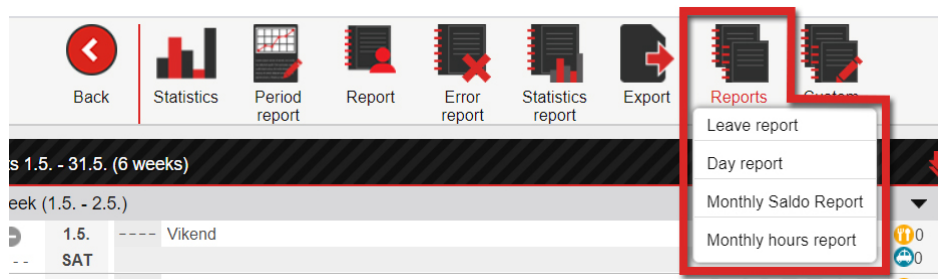 Back
Statistics
Period
report
Report
Error
report
Statistics
report
Export
Reports
Custom
Leave report
Day report
Monthly Saldo Report
Monthly hours report
s 1.5. - 31.5. (6 weeks)
eek (1.5. - 2.5.)
1.5. ---- Vikend 0
-- SAT 0